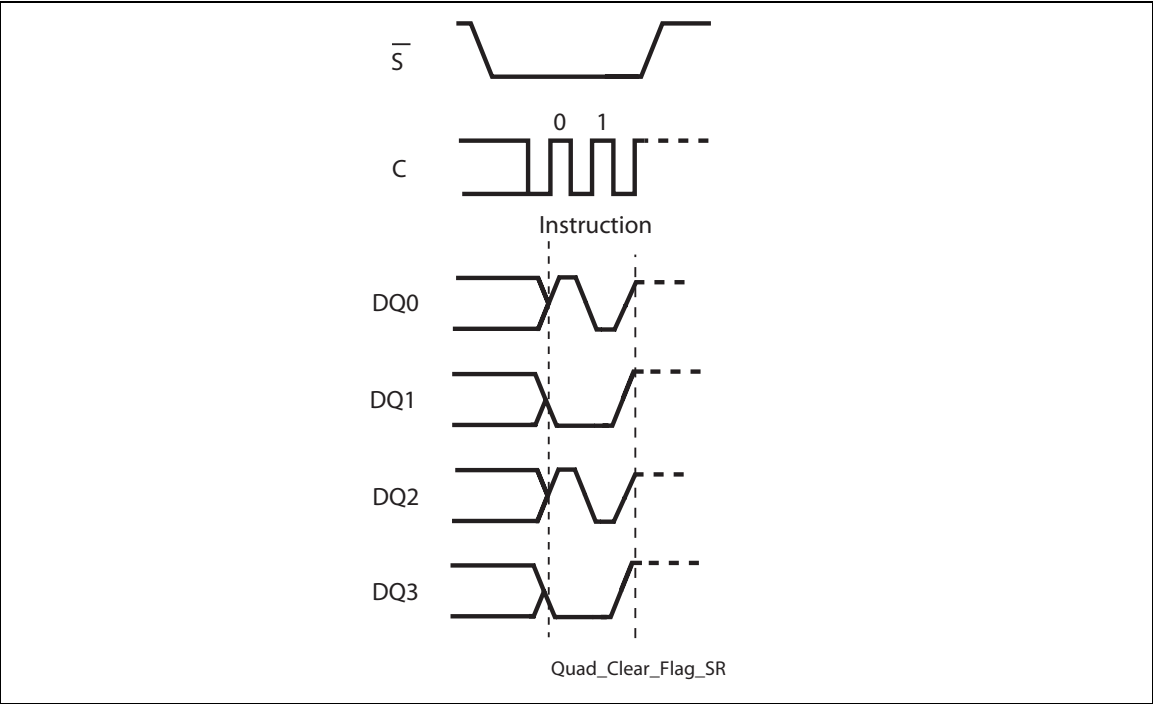 S
0 1
C
Instruction
DQ0
DQ1
DQ2
DQ3
Quad_Clear_Flag_SR